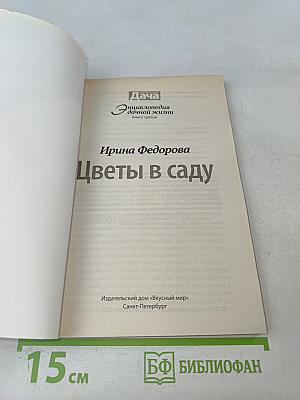 Дача
Энциклопедия
дачной жизни
Книга третья
Ирина Федорова
Цветы в саду
Издательский дом «Вкусный мир»
Санкт-Петербург
15 см
БФ БИБЛИОФАН